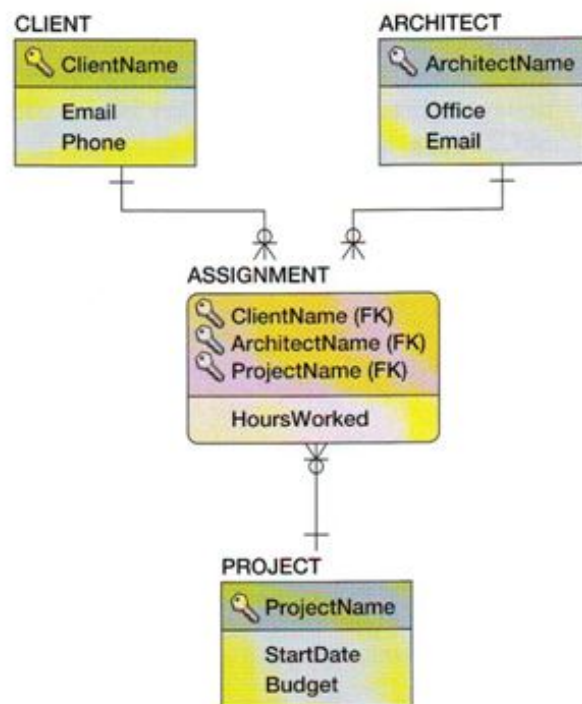 CLIENT
ClientName
Email
Phone
ARCHITECT
ArchitectName
Office
Email
ASSIGNMENT
ClientName (FK)
ArchitectName (FK)
ProjectName (FK)
HoursWorked
PROJECT
ProjectName
StartDate
Budget